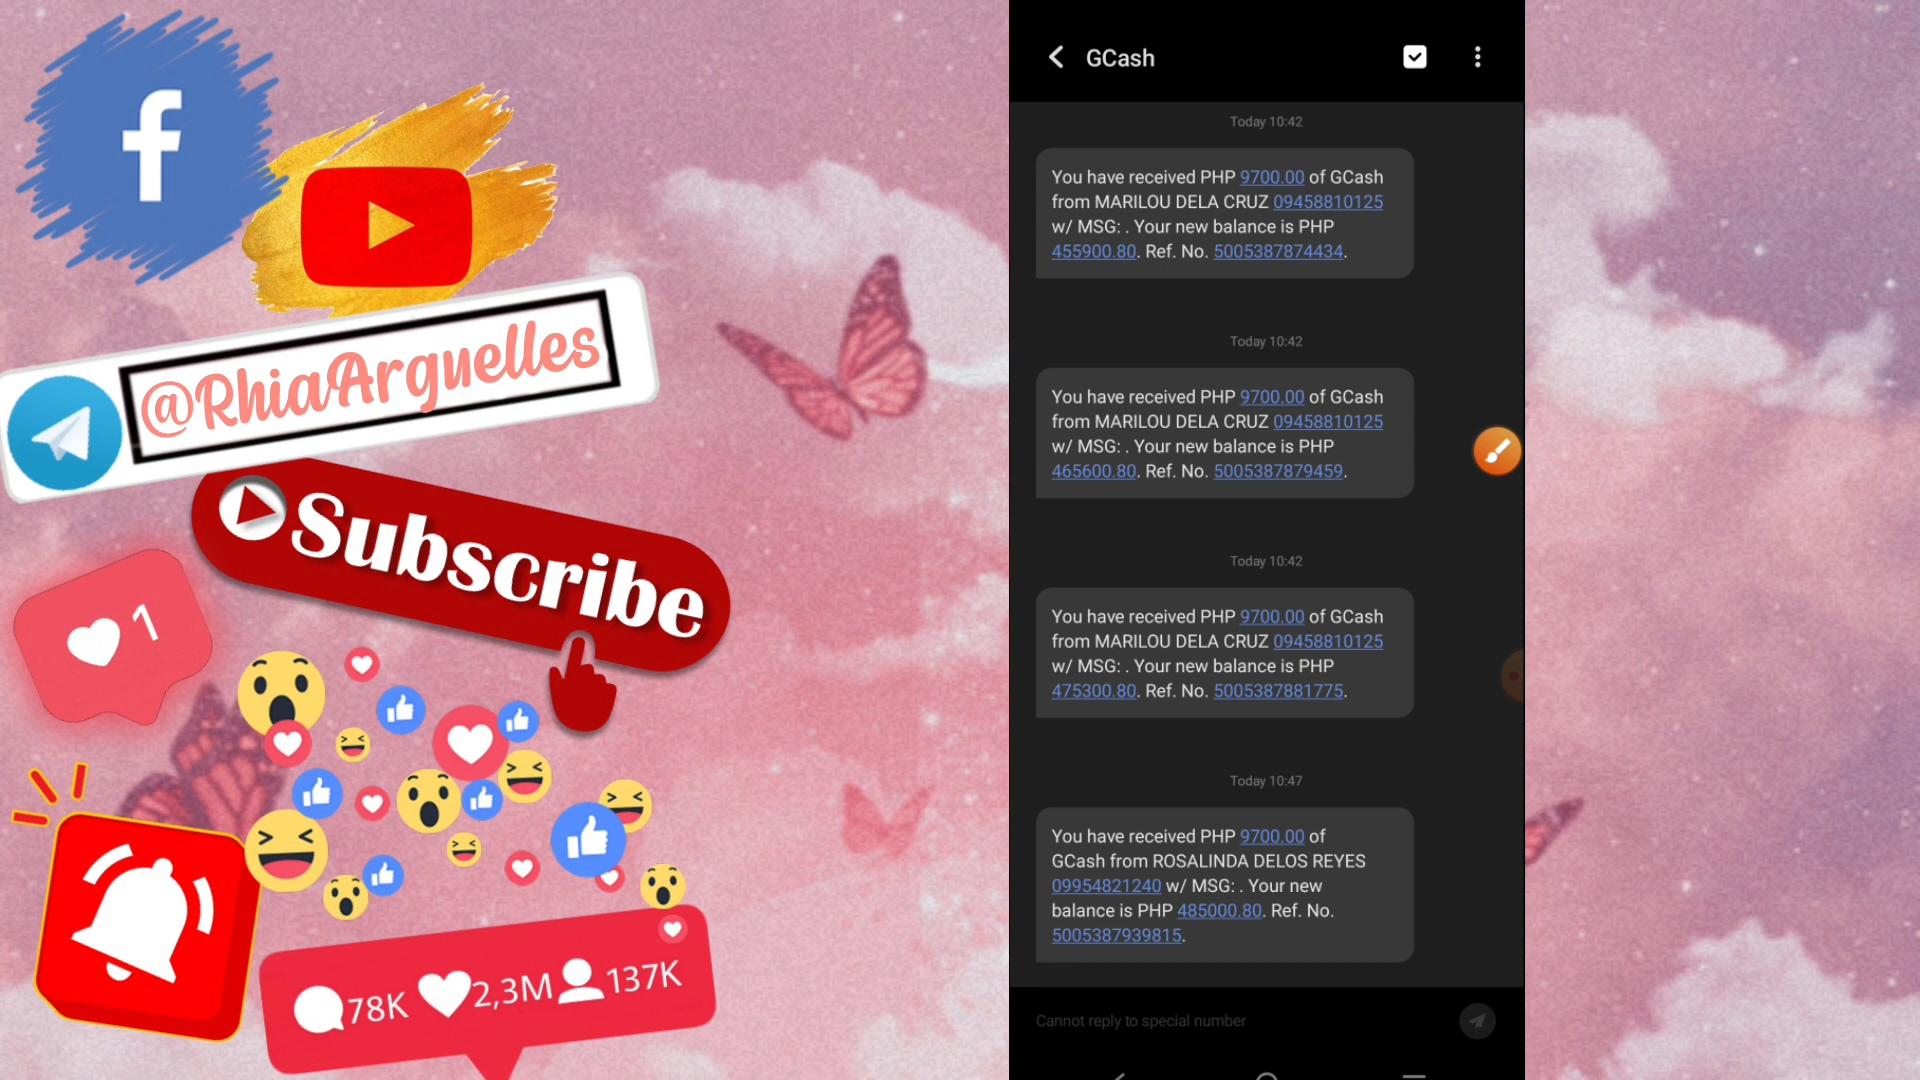 f
@RhiaArguelles
Subscribe
1
78K 2,3M 137K
GCash
Today 10:42
You have received PHP 9700.00 of GCash
from MARILOU DELA CRUZ 09458810125
w/ MSG: . Your new balance is PHP
455900.80. Ref. No. 5005387874434.
Today 10:42
You have received PHP 9700.00 of GCash
from MARILOU DELA CRUZ 09458810125
w/ MSG: . Your new balance is PHP
465600.80. Ref. No. 5005387879459.
Today 10:42
You have received PHP 9700.00 of GCash
from MARILOU DELA CRUZ 09458810125
w/ MSG: . Your new balance is PHP
475300.80. Ref. No. 5005387881775.
Today 10:47
You have received PHP 9700.00 of
GCash from ROSALINDA DELOS REYES
09954821240 w/ MSG: . Your new
balance is PHP 485000.80. Ref. No.
5005387939815.
Cannot reply to special number